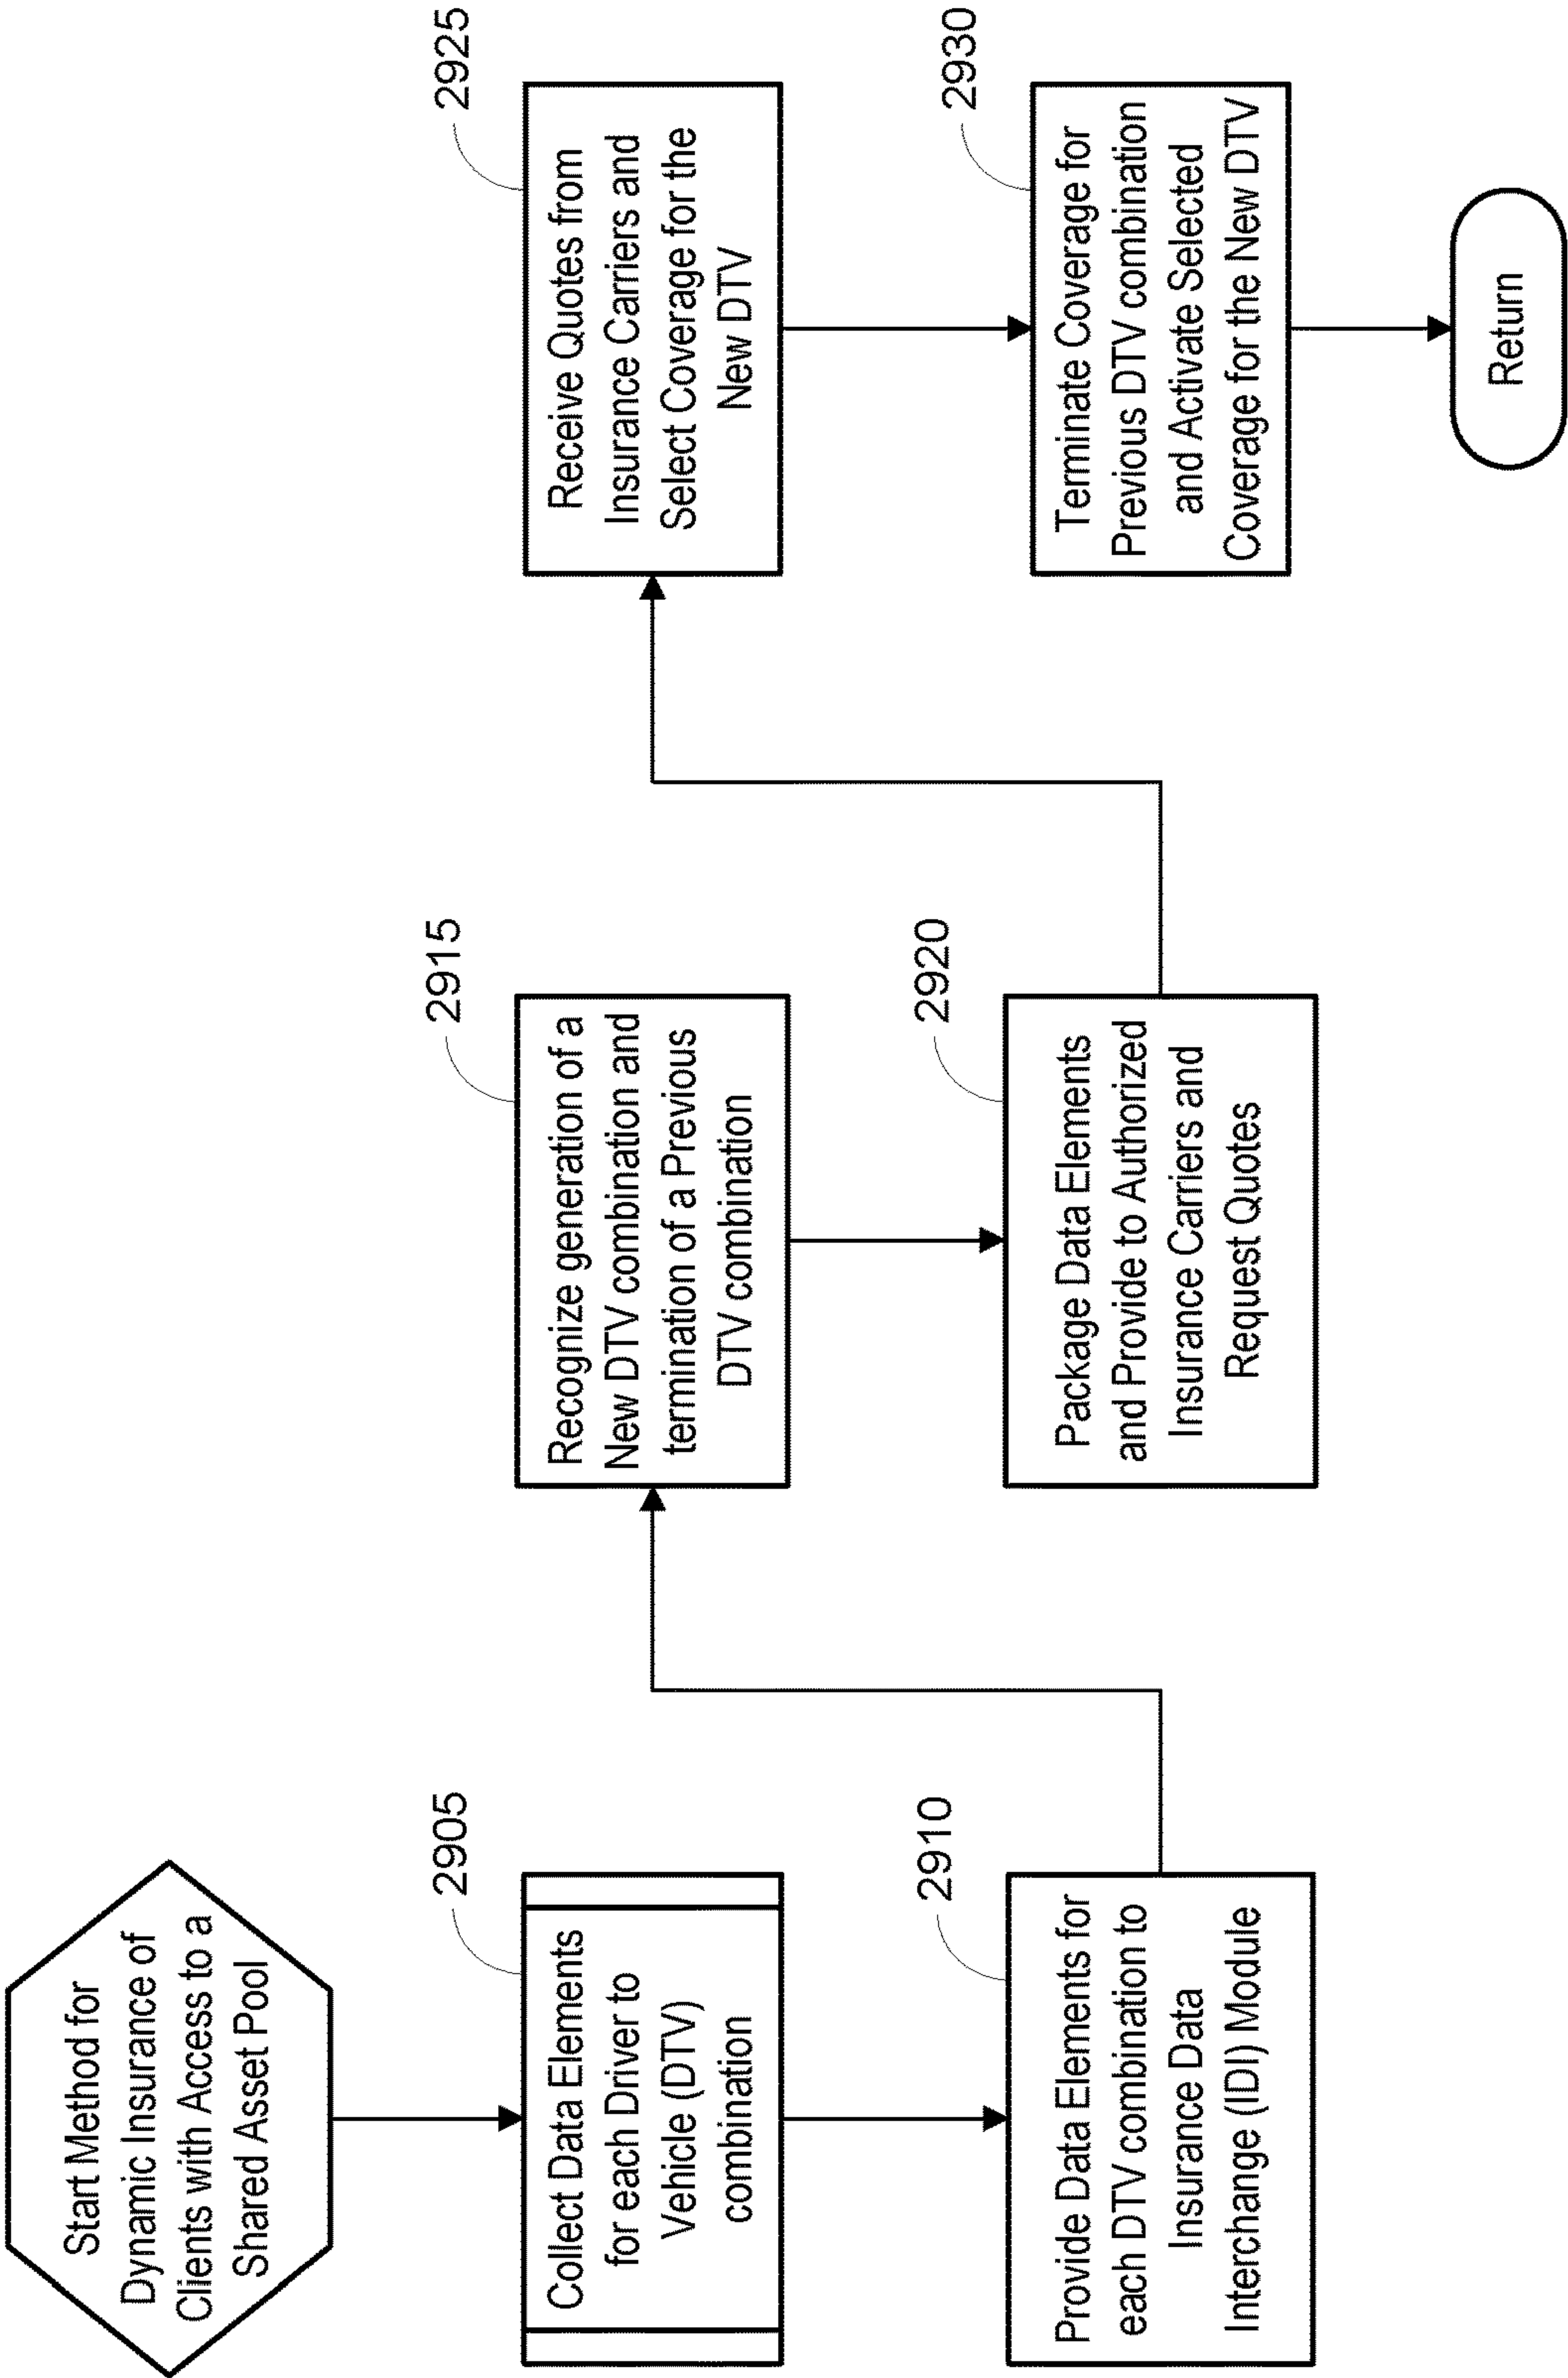 Start Method for
Dynamic Insurance of
Clients with Access to a
Shared Asset Pool
2905
Collect Data Elements
for each Driver to
Vehicle (DTV)
combination
2910
Provide Data Elements for
each DTV combination to
Insurance Data
Interchange (IDI) Module
2915
Recognize generation of a
New DTV combination and
termination of a Previous
DTV combination
2920
Package Data Elements
and Provide to Authorized
Insurance Carriers and
Request Quotes
2925
Receive Quotes from
Insurance Carriers and
Select Coverage for the
New DTV
2930
Terminate Coverage for
Previous DTV combination
and Activate Selected
Coverage for the New DTV
Return